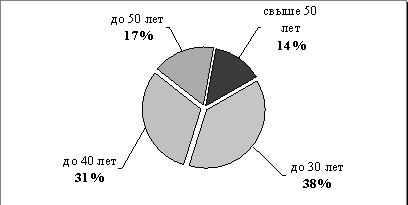 до 50 лет
17%
свыше 50
лет
14%
до 40 лет
31%
до 30 лет
38%